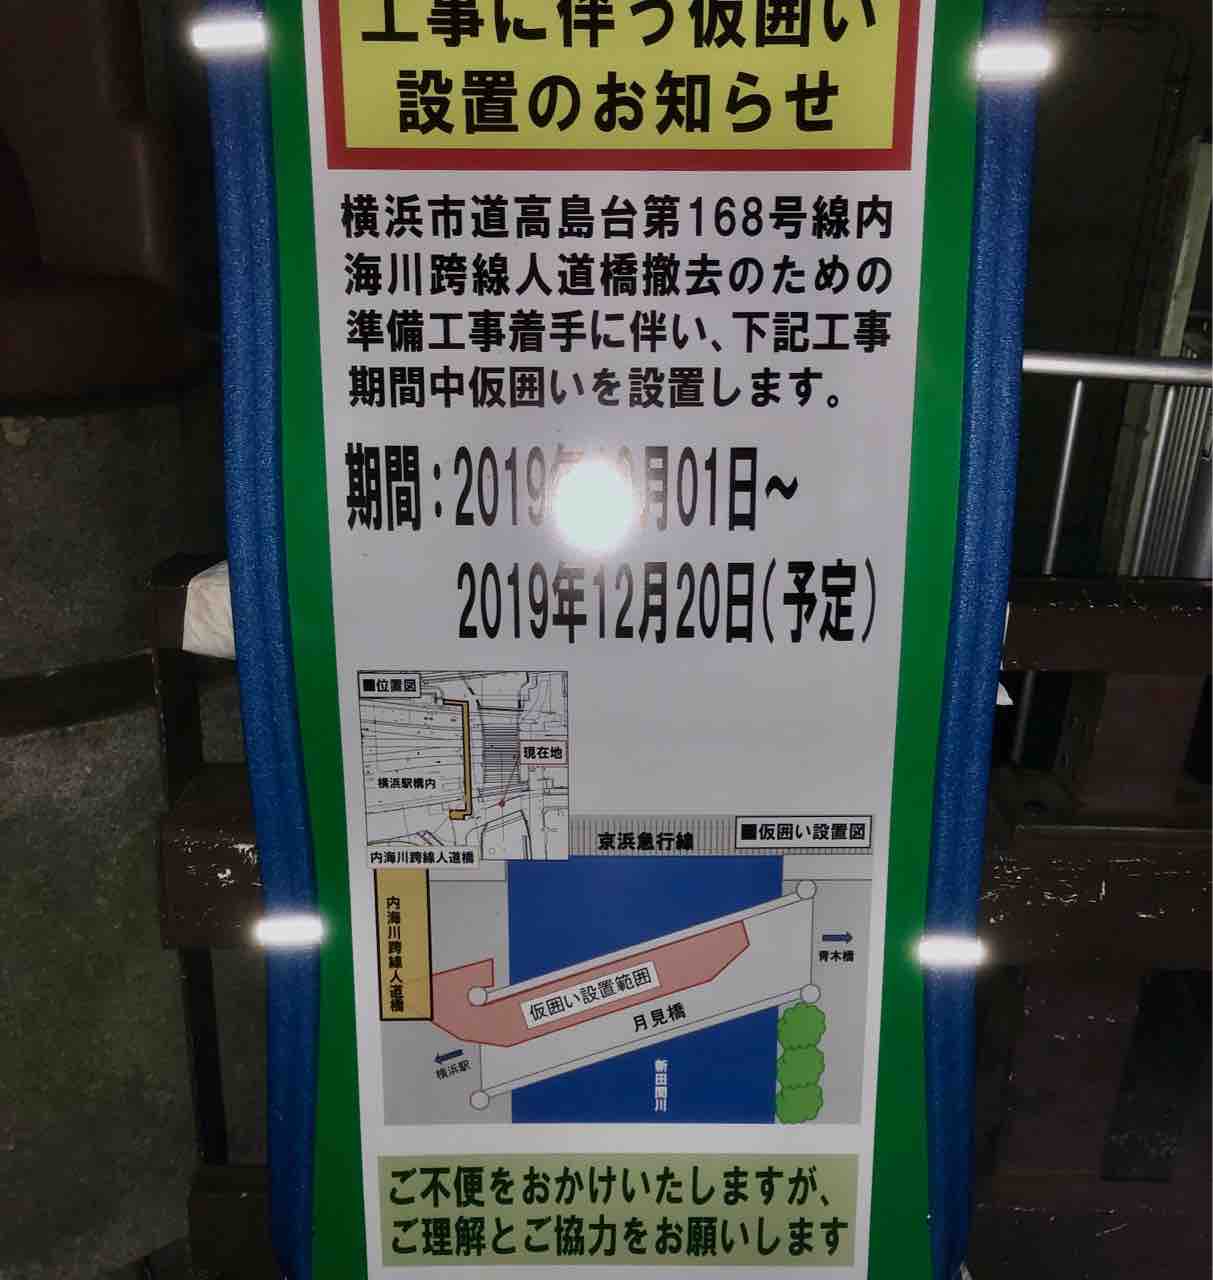 工事に伴う仮囲い
設置のお知らせ
横浜市道高島台第168号線内
海川跨線人道橋撤去のための
準備工事着手に伴い、下記工事
期間中仮囲いを設置します。
期間：2019年 月01日～
2019年12月20日（予定）
■位置図
現在地
横浜駅構内
内海川跨線人道橋
京浜急行線
■仮囲い設置図
内海川跨線人道橋
青木橋
仮囲い設置範囲
月見橋
横浜駅
新田間川
ご不便をおかけいたしますが、
ご理解とご協力をお願いします